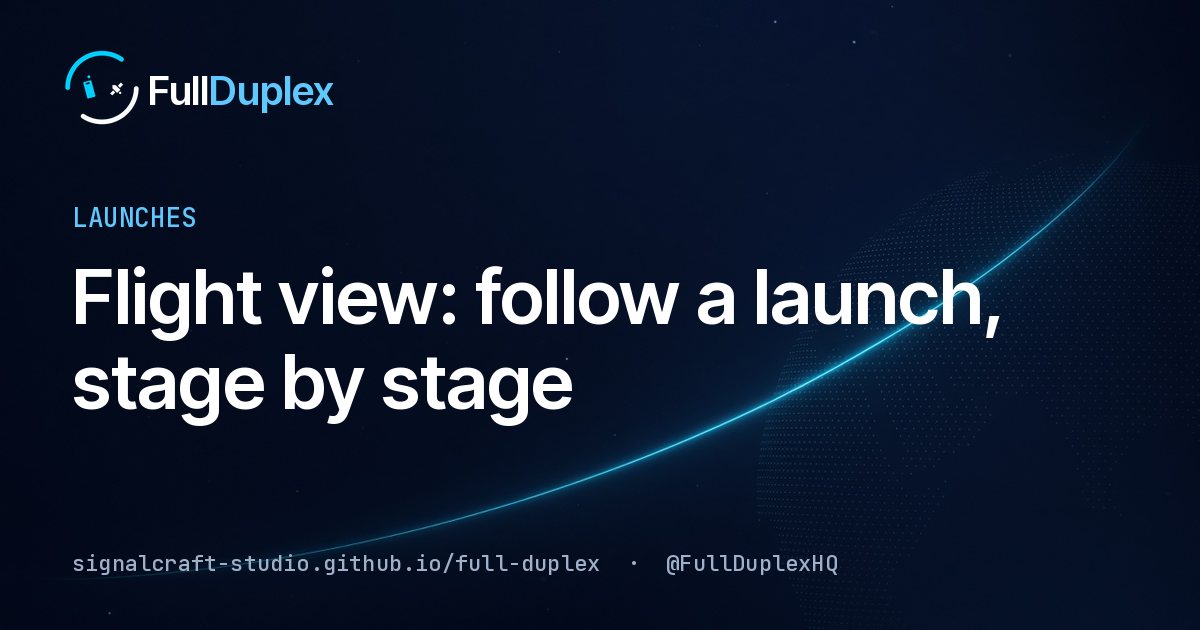 FullDuplex
LAUNCHES
Flight view: follow a launch,
stage by stage
signalcraft-studio.github.io/full-duplex · @FullDuplexHQ